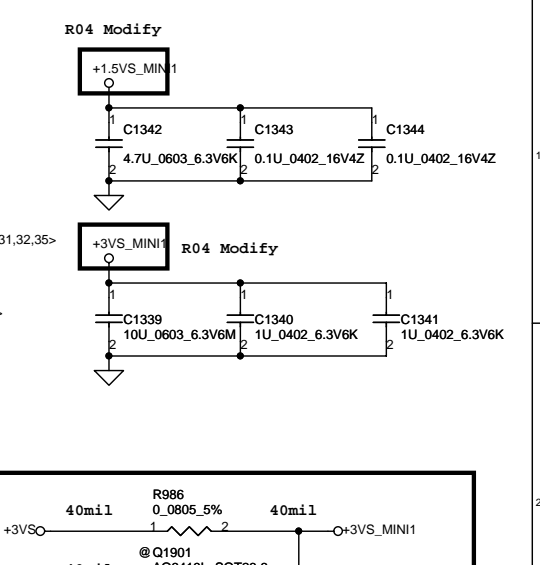 R04 Modify
+1.5VS_MINI1
1
1
1
C1342
C1343
C1344
4.7U_0603_6.3V6K
0.1U_0402_16V4Z
0.1U_0402_16V4Z
2
2
2
1
31,32,35>
+3VS_MINI1
R04 Modify
1
1
1
C1339
C1340
C1341
10U_0603_6.3V6M
1U_0402_6.3V6K
1U_0402_6.3V6K
2
2
2
R986
40mil
0_0805_5%
40mil
2
+3VS
1
2
+3VS_MINI1
@
Q1901